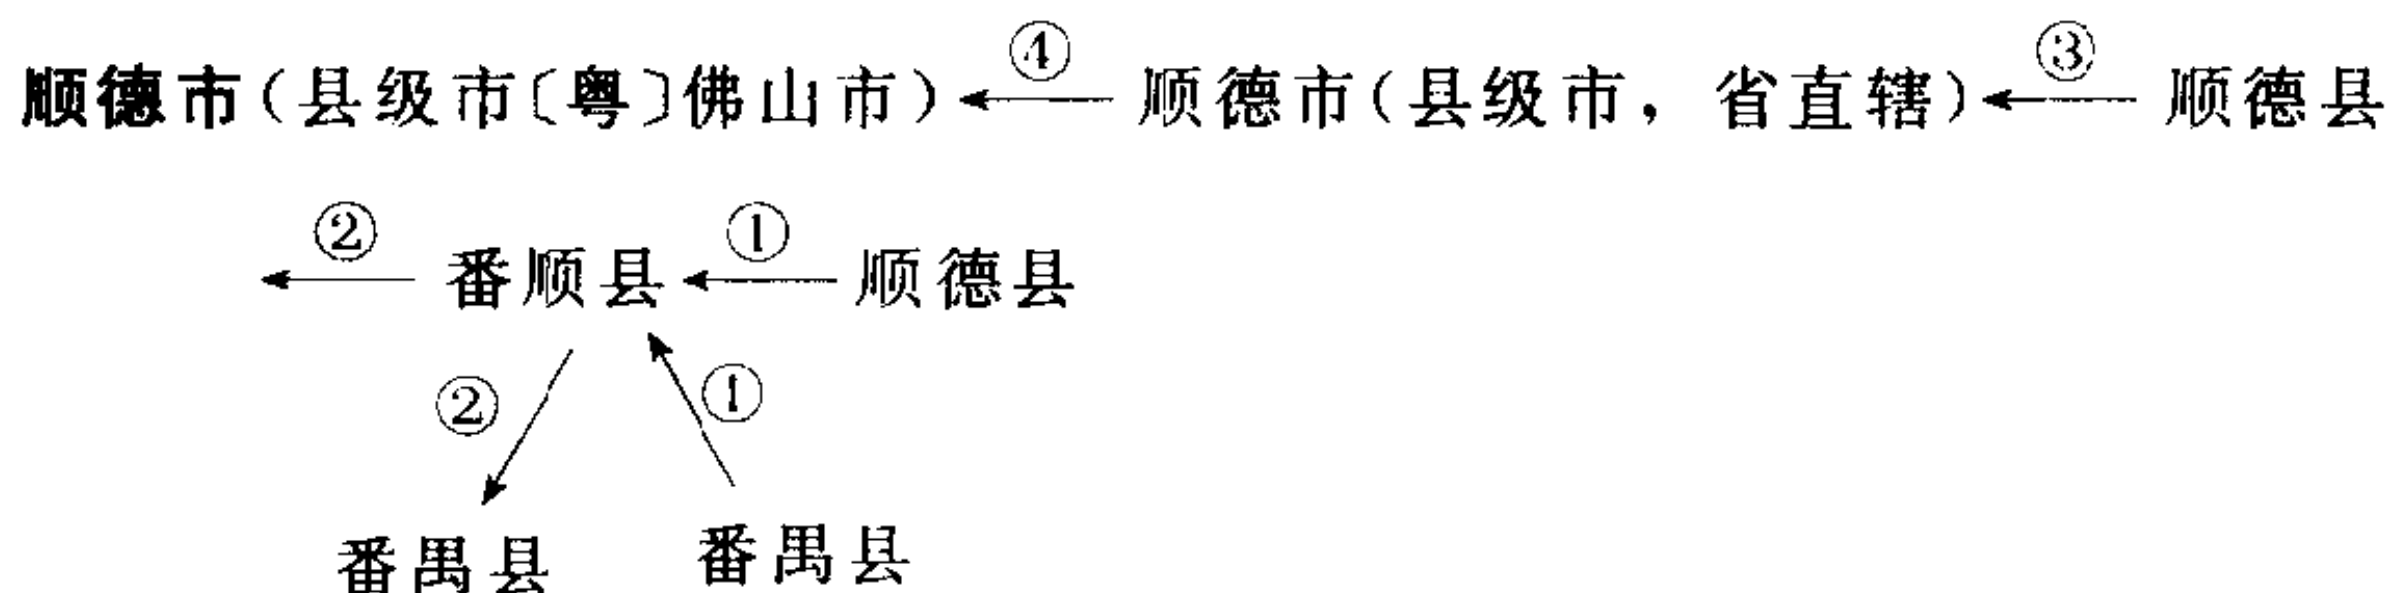 顺德市(县级市〔粤〕佛山市) ④ 顺德市(县级市，省直辖) ③ 顺德县
② 番顺县 ① 顺德县
② ①
番禺县 番禺县